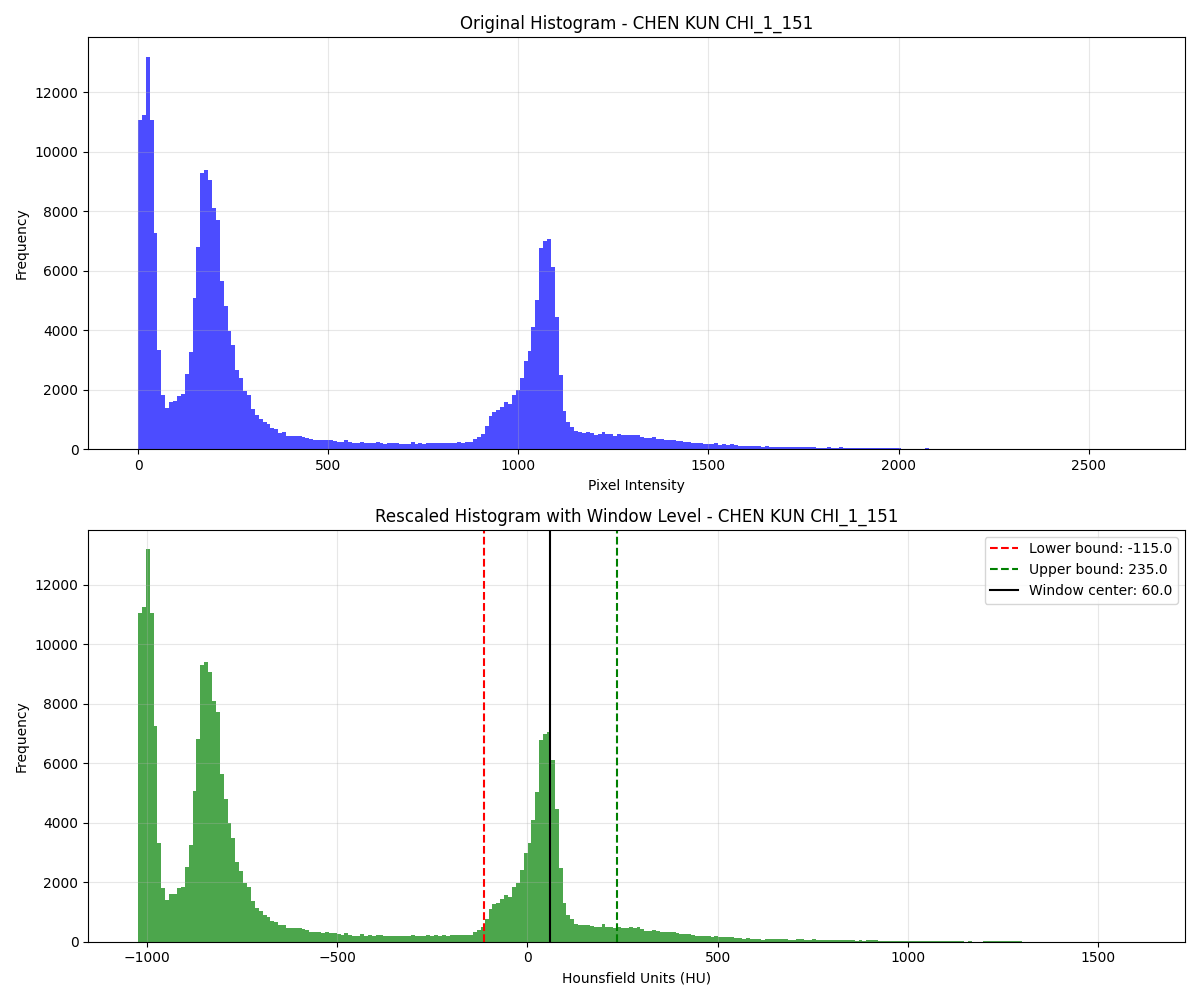 Original Histogram - CHEN KUN CHI_1_151
12000
10000
8000
6000
4000
2000
0
Frequency
0 500 1000 1500 2000 2500
Pixel Intensity
Rescaled Histogram with Window Level - CHEN KUN CHI_1_151
Lower bound: -115.0
Upper bound: 235.0
Window center: 60.0
12000
10000
8000
6000
4000
2000
0
Frequency
−1000 −500 0 500 1000 1500
Hounsfield Units (HU)